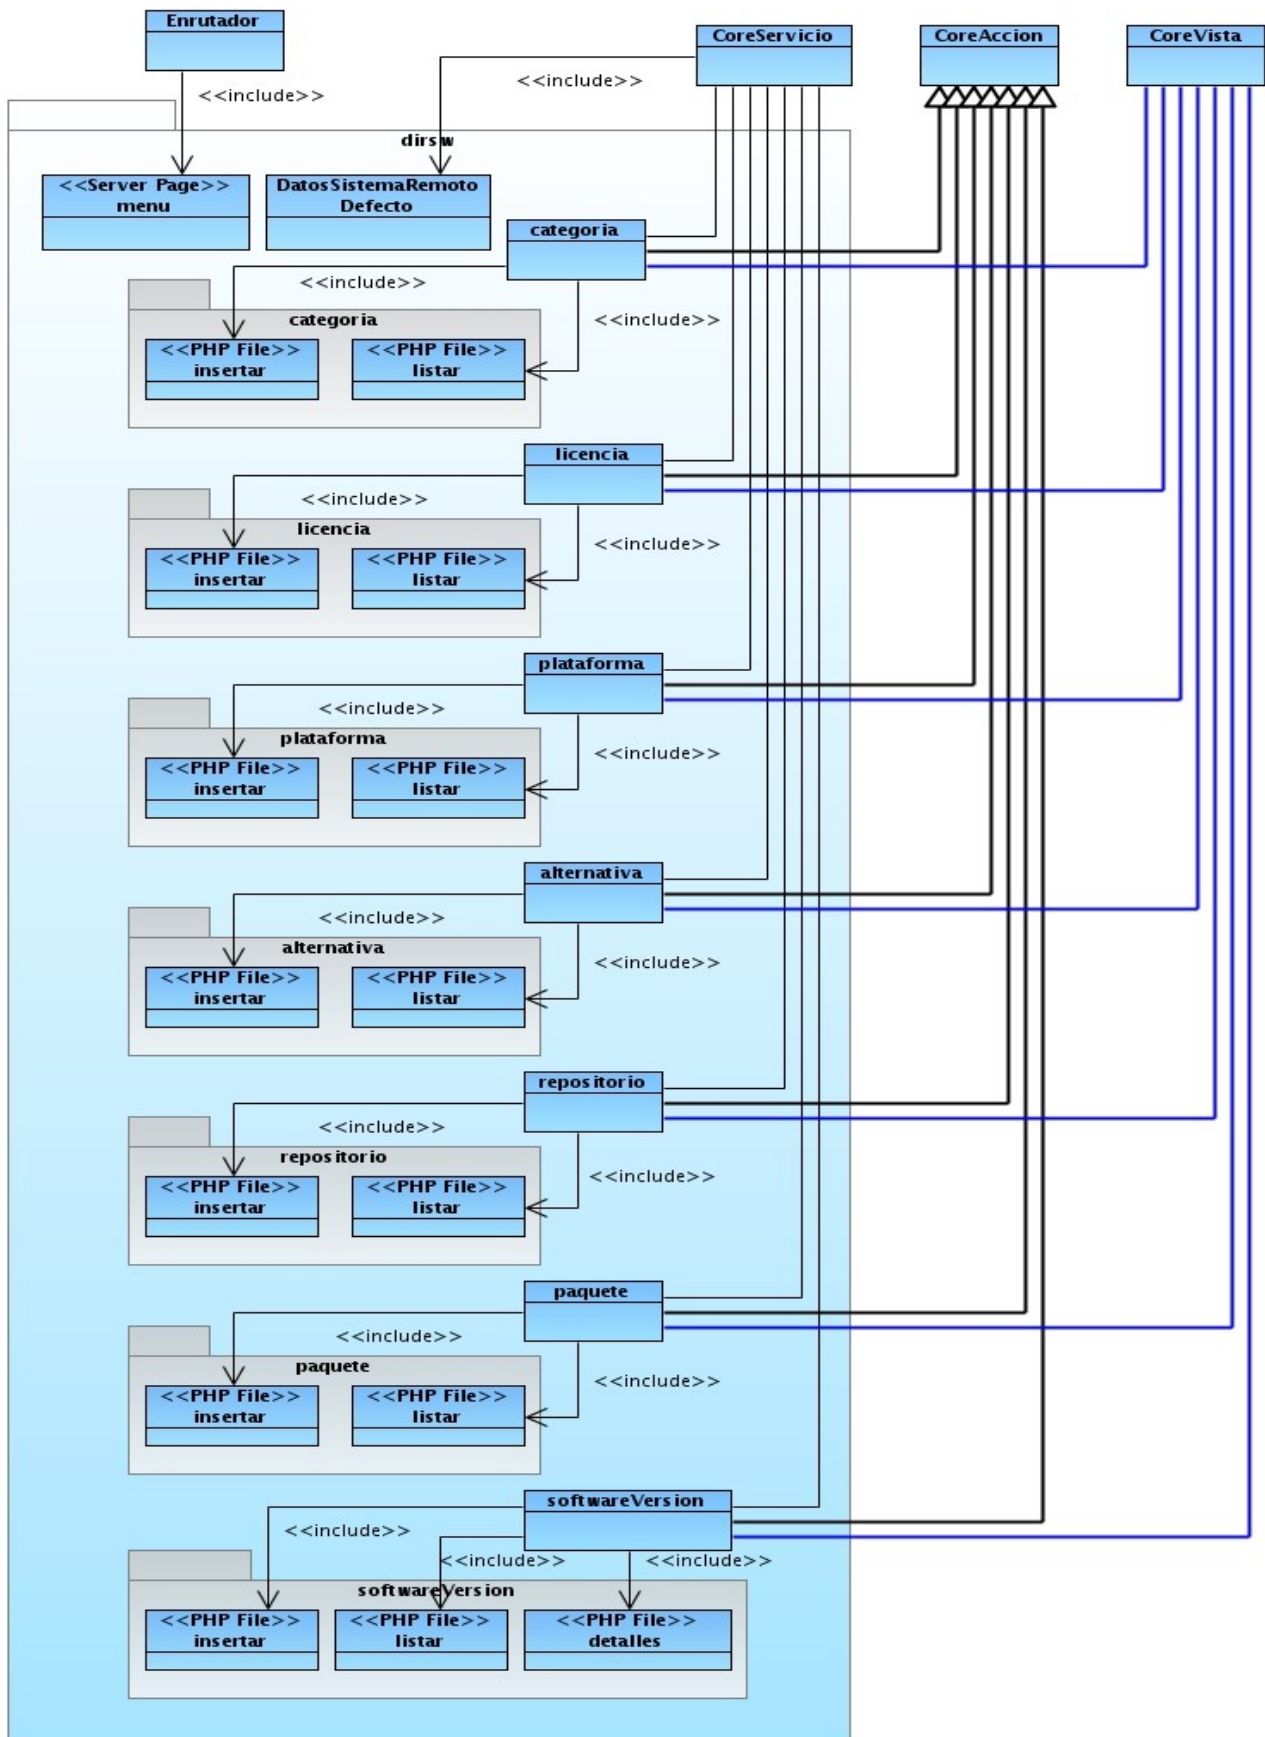 Enrutador
CoreServicio
CoreAccion
CoreVista
<<include>>
<<include>>
dirsw
<<Server Page>>
menu
DatosSistemaRemoto
Defecto
categoria
<<include>>
<<include>>
categoria
<<PHP File>>
insertar
<<PHP File>>
listar
licencia
<<include>>
<<include>>
licencia
<<PHP File>>
insertar
<<PHP File>>
listar
plataforma
<<include>>
<<include>>
plataforma
<<PHP File>>
insertar
<<PHP File>>
listar
alternativa
<<include>>
<<include>>
alternativa
<<PHP File>>
insertar
<<PHP File>>
listar
repositorio
<<include>>
<<include>>
repositorio
<<PHP File>>
insertar
<<PHP File>>
listar
paquete
<<include>>
<<include>>
paquete
<<PHP File>>
insertar
<<PHP File>>
listar
softwareVersion
<<include>>
<<include>>
<<include>>
softwareVersion
<<PHP File>>
insertar
<<PHP File>>
listar
<<PHP File>>
detalles